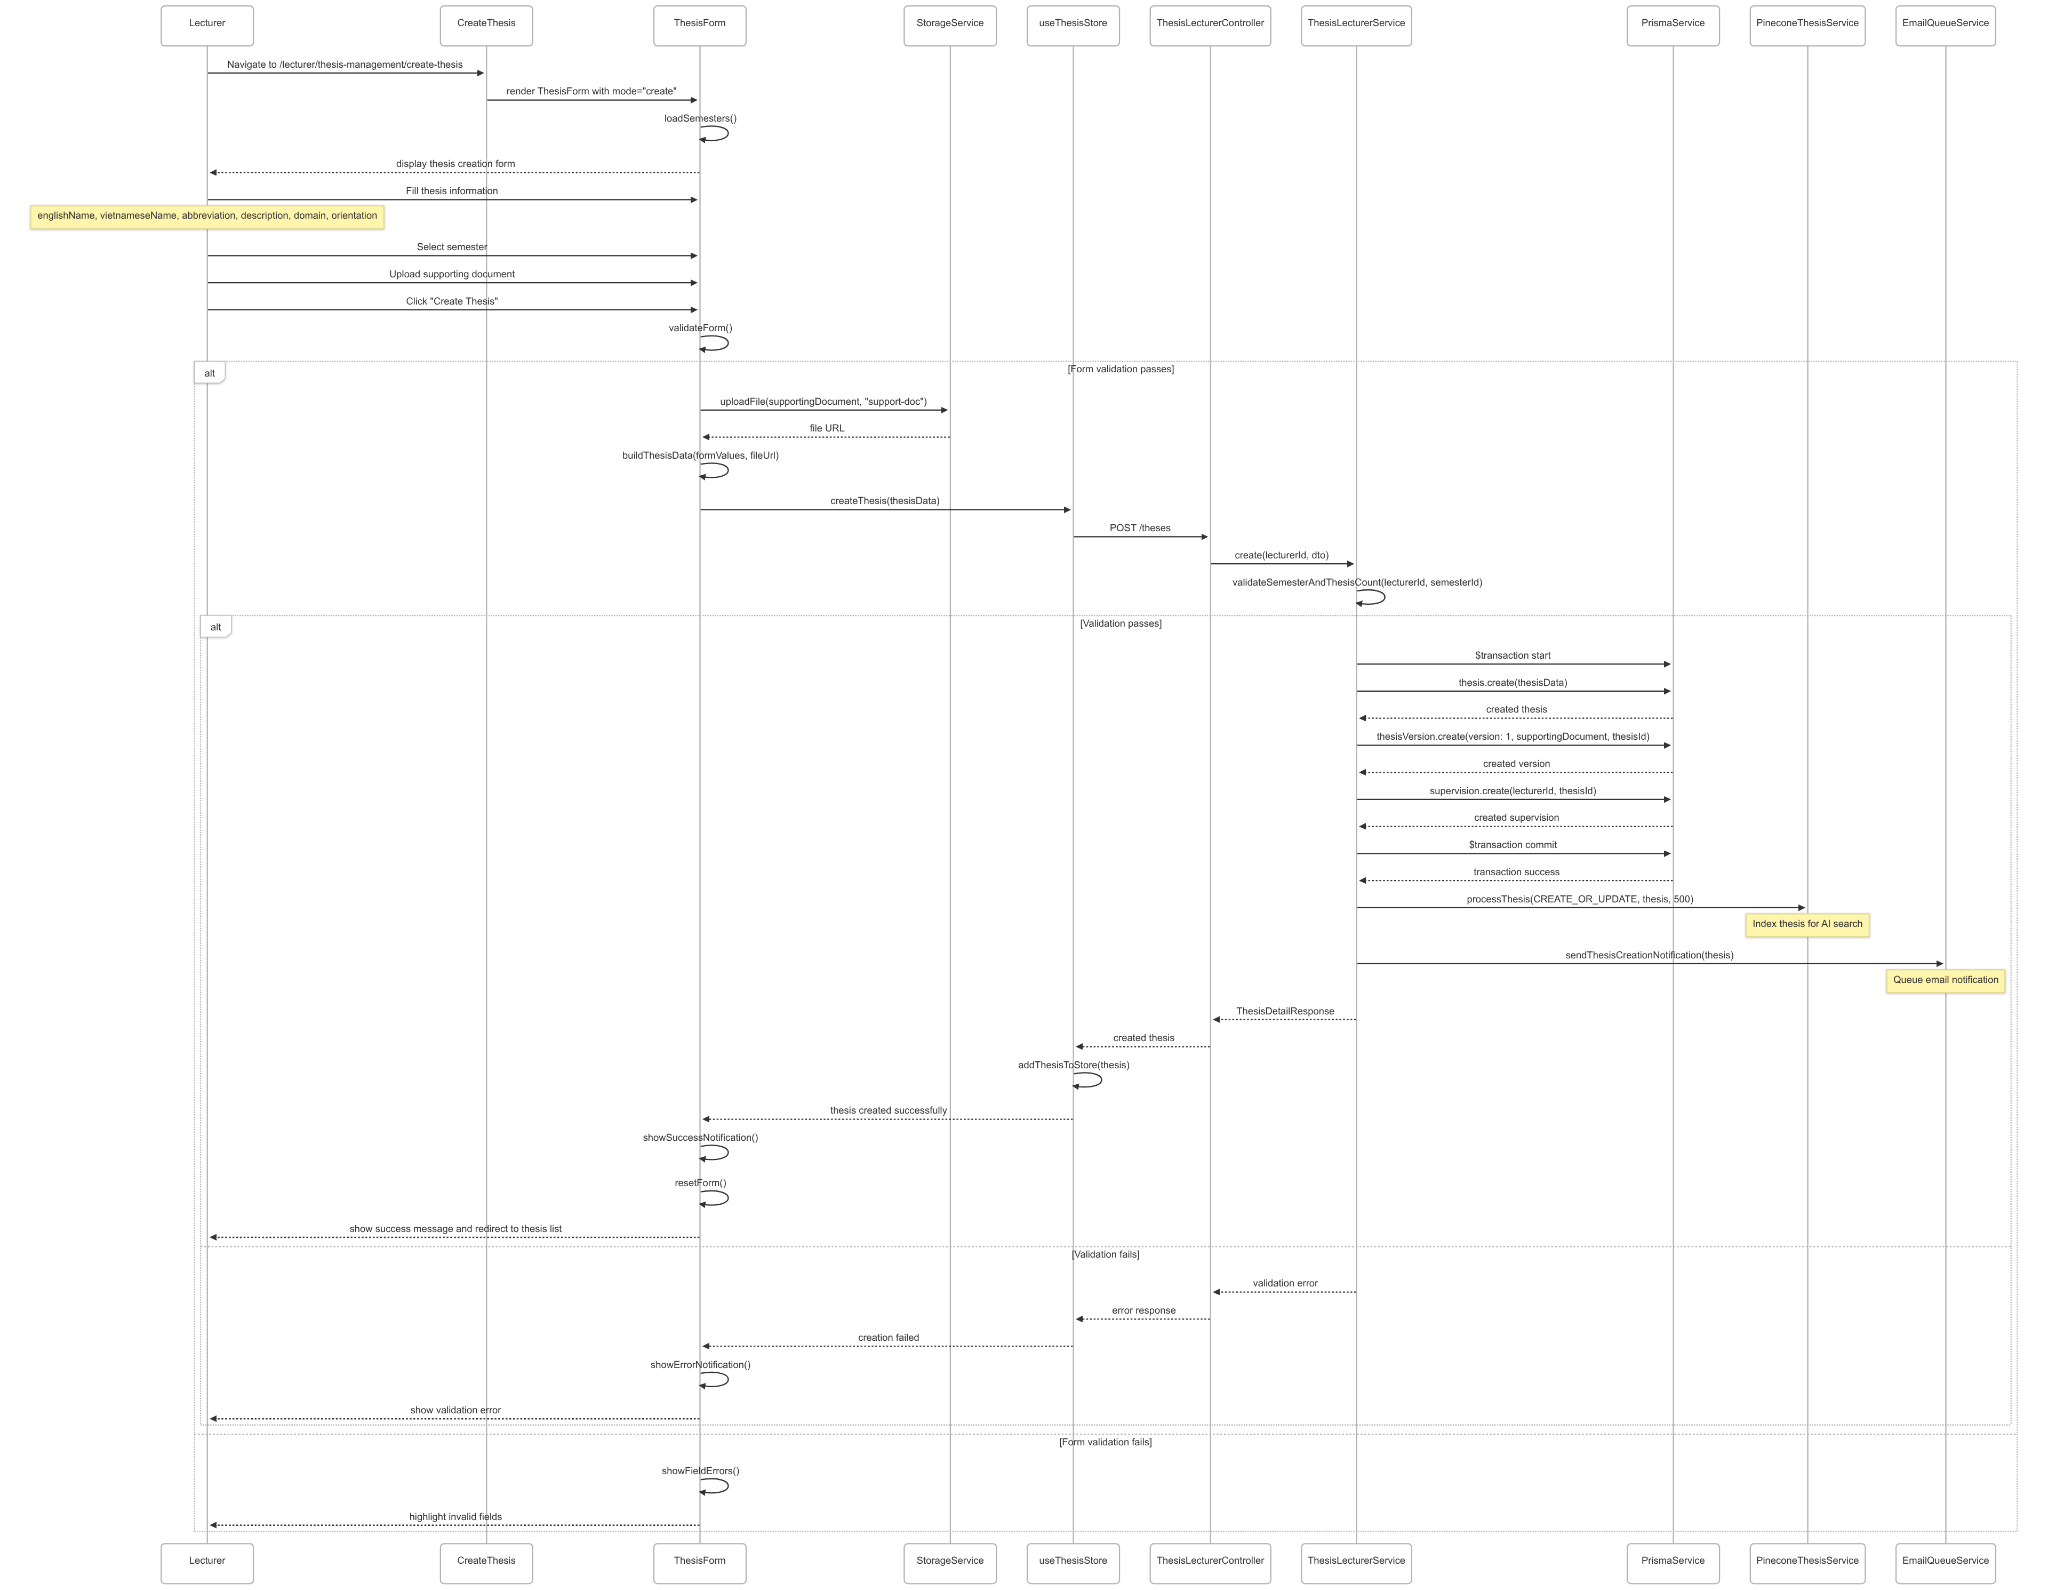 Lecturer
CreateThesis
ThesisForm
StorageService
useThesisStore
ThesisLecturerController
ThesisLecturerService
PrismaService
PineconeThesisService
EmailQueueService
Navigate to /lecturer/thesis-management/create-thesis
render ThesisForm with mode="create"
loadSemesters()
display thesis creation form
Fill thesis information
englishName, vietnameseName, abbreviation, description, domain, orientation
Select semester
Upload supporting document
Click "Create Thesis"
validateForm()
alt
[Form validation passes]
uploadFile(supportingDocument, "support-doc")
file URL
buildThesisData(formValues, fileUrl)
createThesis(thesisData)
POST /theses
create(lecturerId, dto)
validateSemesterAndThesisCount(lecturerId, semesterId)
alt
[Validation passes]
$transaction start
thesis.create(thesisData)
created thesis
thesisVersion.create(version: 1, supportingDocument, thesisId)
created version
supervision.create(lecturerId, thesisId)
created supervision
$transaction commit
transaction success
processThesis(CREATE_OR_UPDATE, thesis, 500)
Index thesis for AI search
sendThesisCreationNotification(thesis)
Queue email notification
ThesisDetailResponse
created thesis
addThesisToStore(thesis)
thesis created successfully
showSuccessNotification()
resetForm()
show success message and redirect to thesis list
[Validation fails]
validation error
error response
creation failed
showErrorNotification()
show validation error
[Form validation fails]
showFieldErrors()
highlight invalid fields
Lecturer
CreateThesis
ThesisForm
StorageService
useThesisStore
ThesisLecturerController
ThesisLecturerService
PrismaService
PineconeThesisService
EmailQueueService